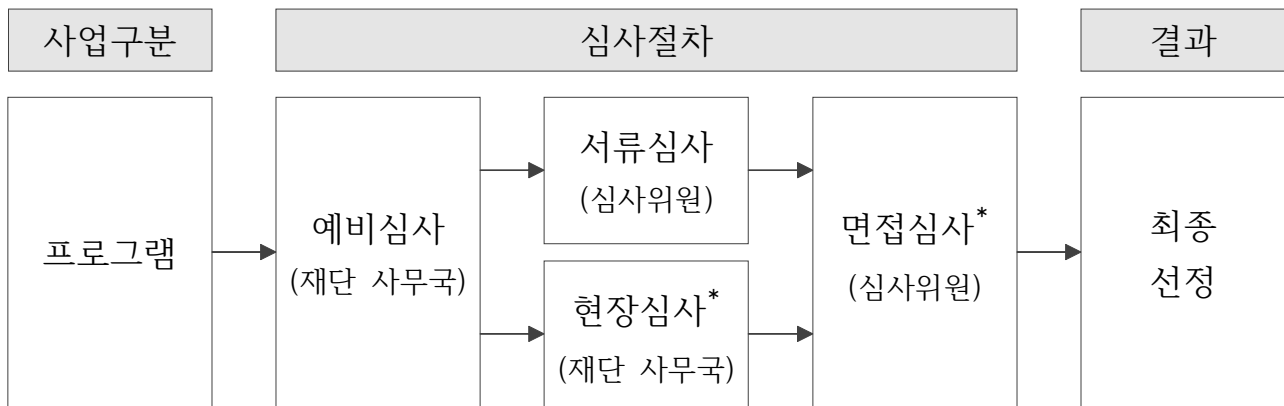 사업구분
심사절차
결과
프로그램
예비심사
(재단 사무국)
서류심사
(심사위원)
현장심사*
(재단 사무국)
면접심사*
(심사위원)
최종
선정